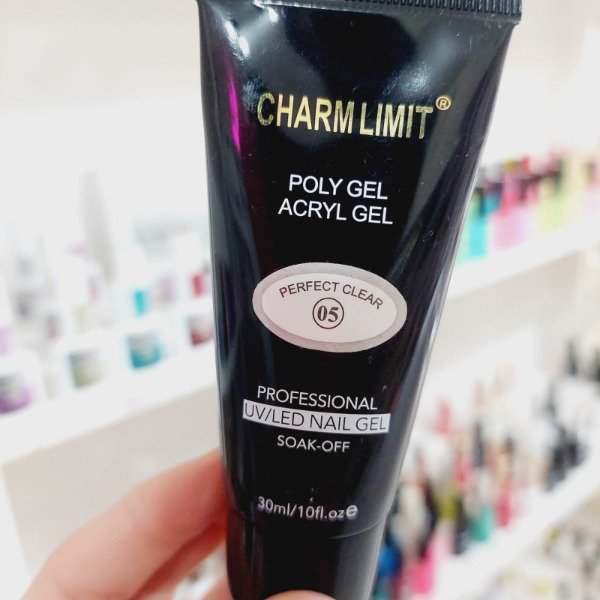 CHARM LIMIT®
POLY GEL
ACRYL GEL
PERFECT CLEAR
05
PROFESSIONAL
UV/LED NAIL GEL
SOAK-OFF
30ml/10fl.oz℮